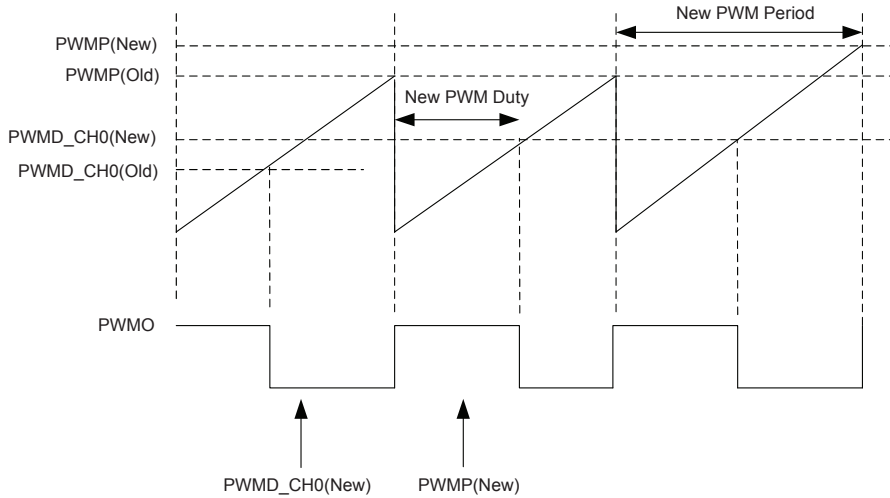 New PWM Period
PWMP(New)
PWMP(Old)
New PWM Duty
PWMD_CH0(New)
PWMD_CH0(Old)
PWMO
PWMD_CH0(New)
PWMP(New)